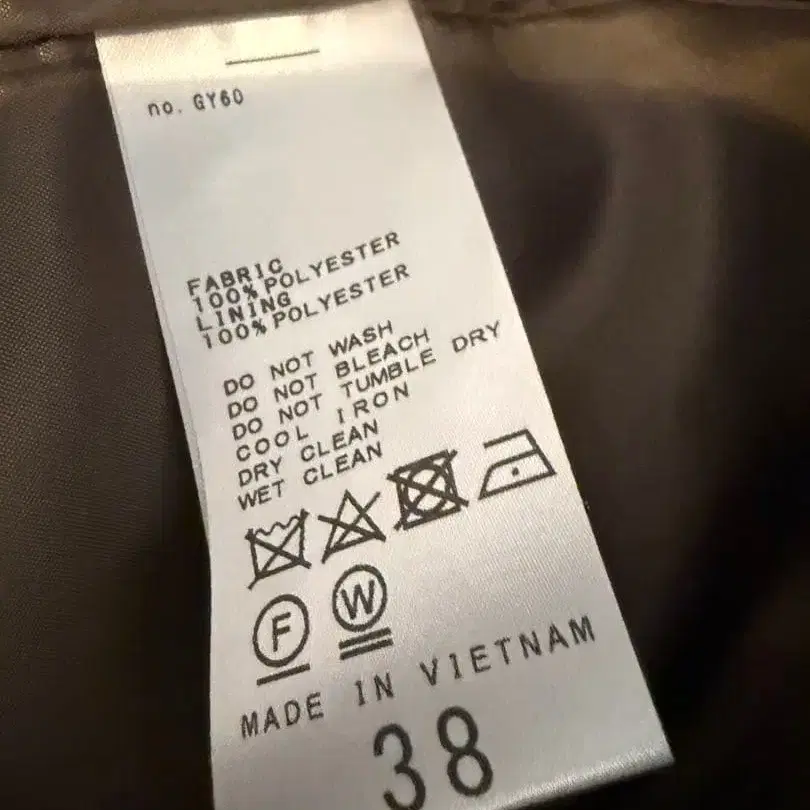 no. GY60
FABRIC
100% POLYESTER
LINING
100% POLYESTER
DO NOT WASH
DO NOT BLEACH
DO NOT TUMBLE DRY
COOL IRON
DRY CLEAN
WET CLEAN
F W
MADE IN VIETNAM
38